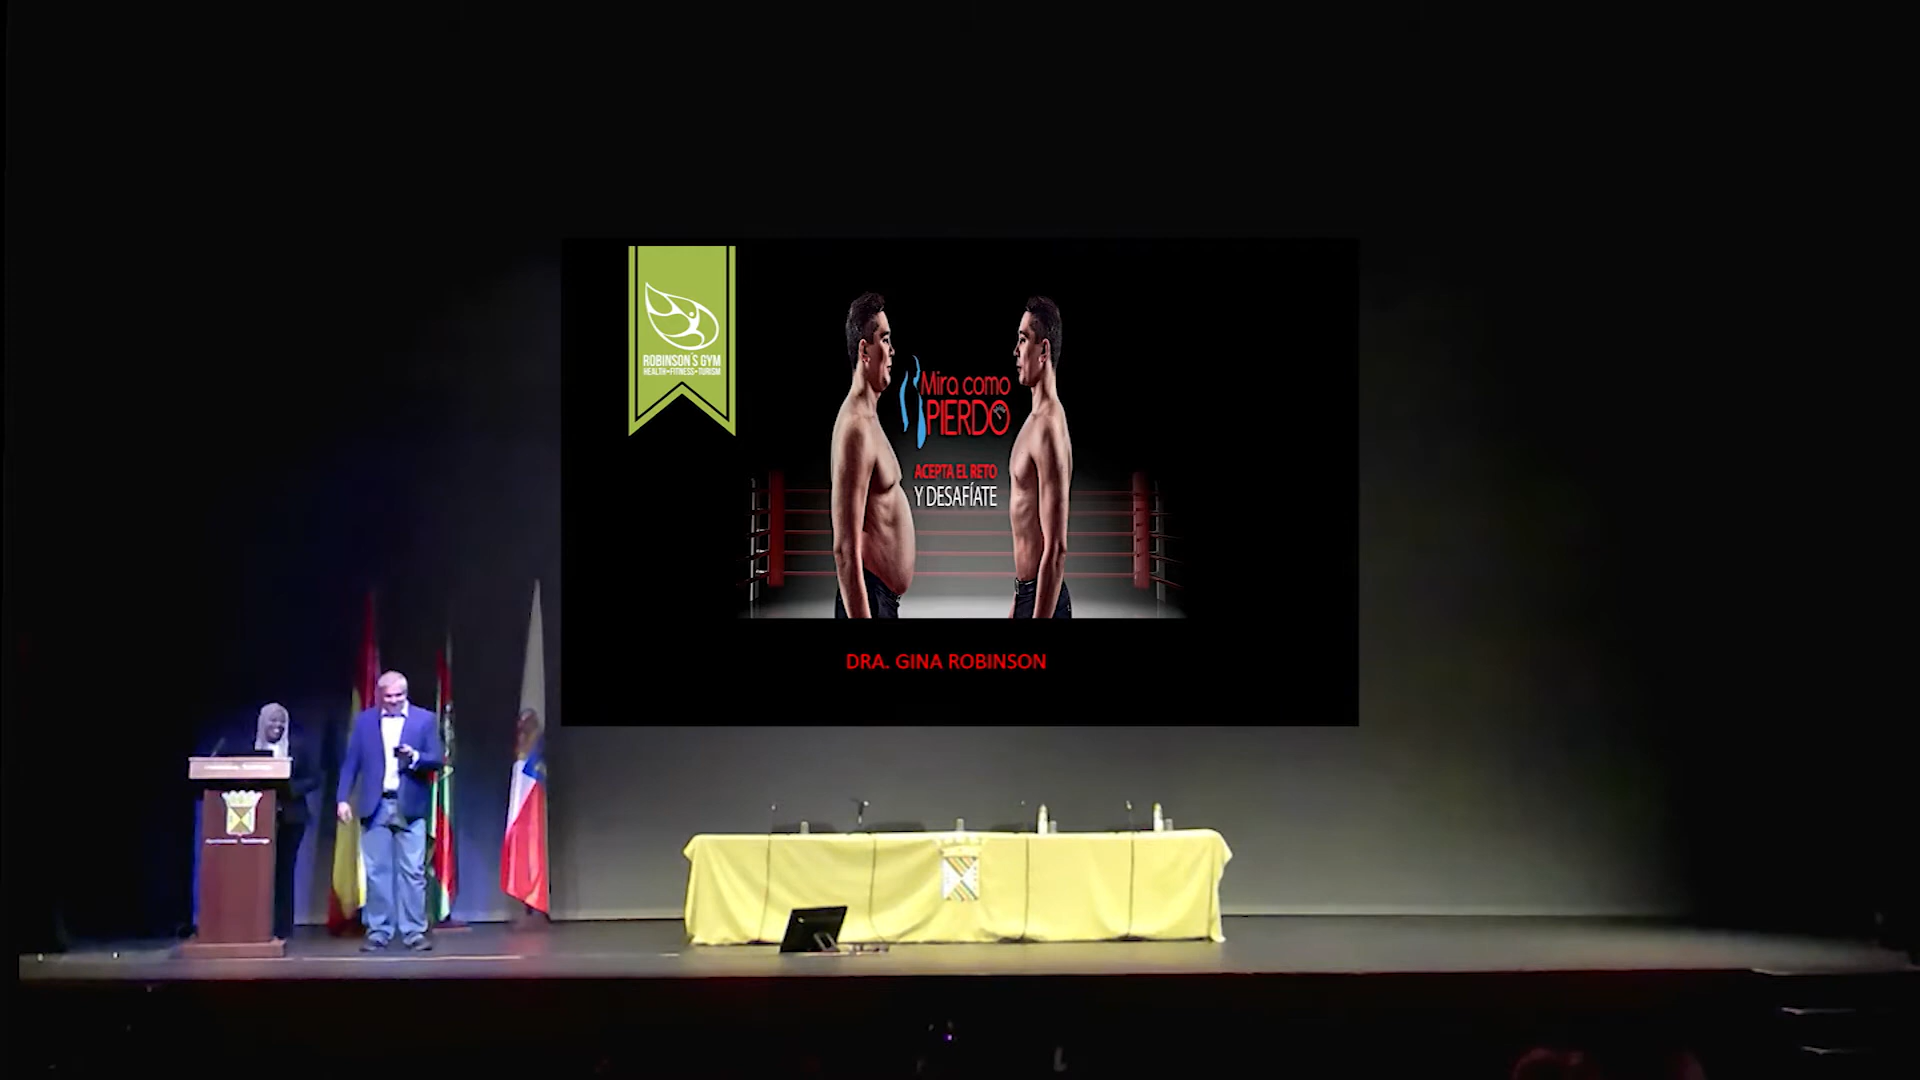 ROBINSON´S GYM
HEALTH•FITNESS•TURISM
Mira como
PIERDO
ACEPTA EL RETO
Y DESAFÍATE
DRA. GINA ROBINSON